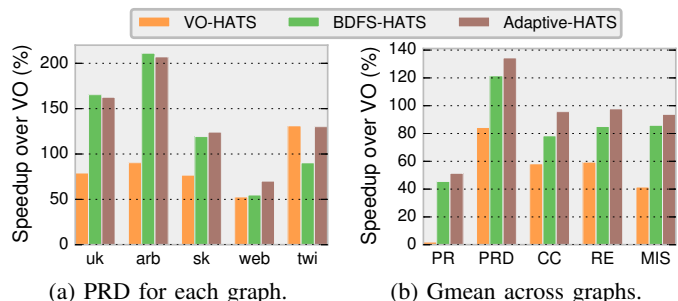 VO-HATS BDFS-HATS Adaptive-HATS
Speedup over VO (%)
200
150
100
50
0
uk arb sk web twi
(a) PRD for each graph.
Speedup over VO (%)
140
120
100
80
60
40
20
0
PR PRD CC RE MIS
(b) Gmean across graphs.